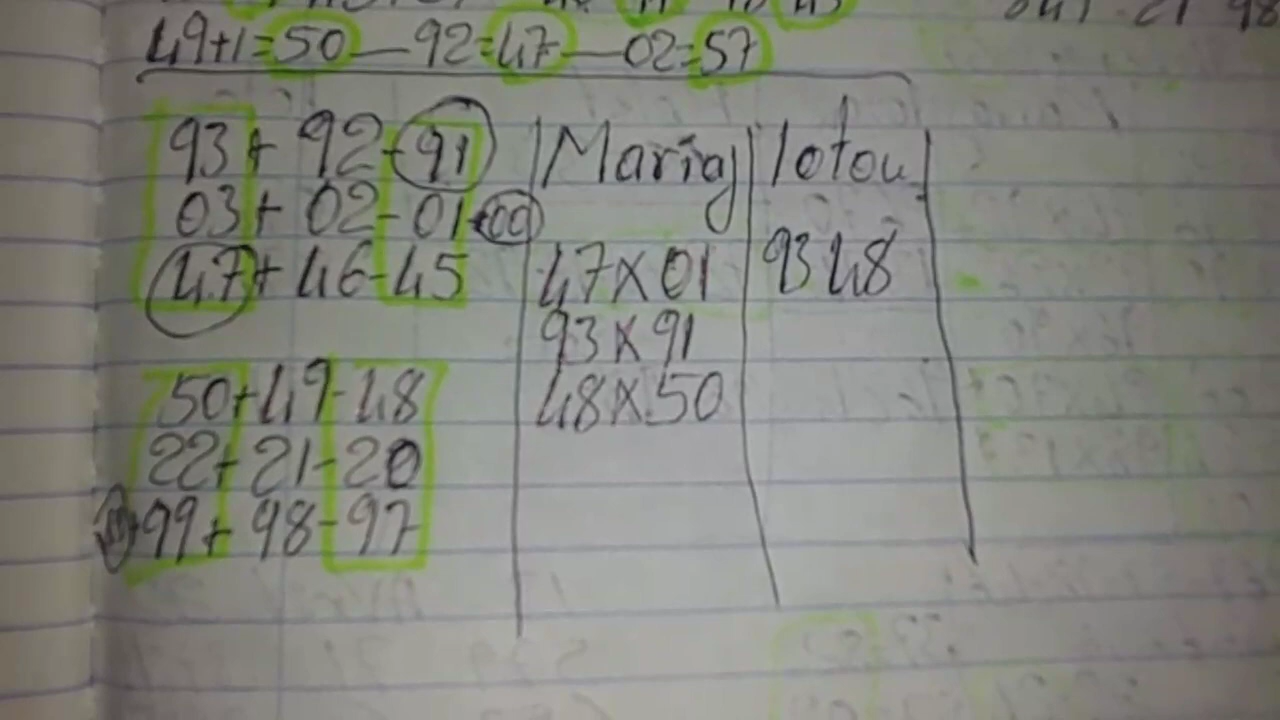 49+1=50—92=47—02=57
93+ 92-91
03+ 02-01+00
47+ 46-45
50+49-48
22+ 21-20
99+ 98-97
Mariaj
47X01
93X91
48X50
lotou
9348